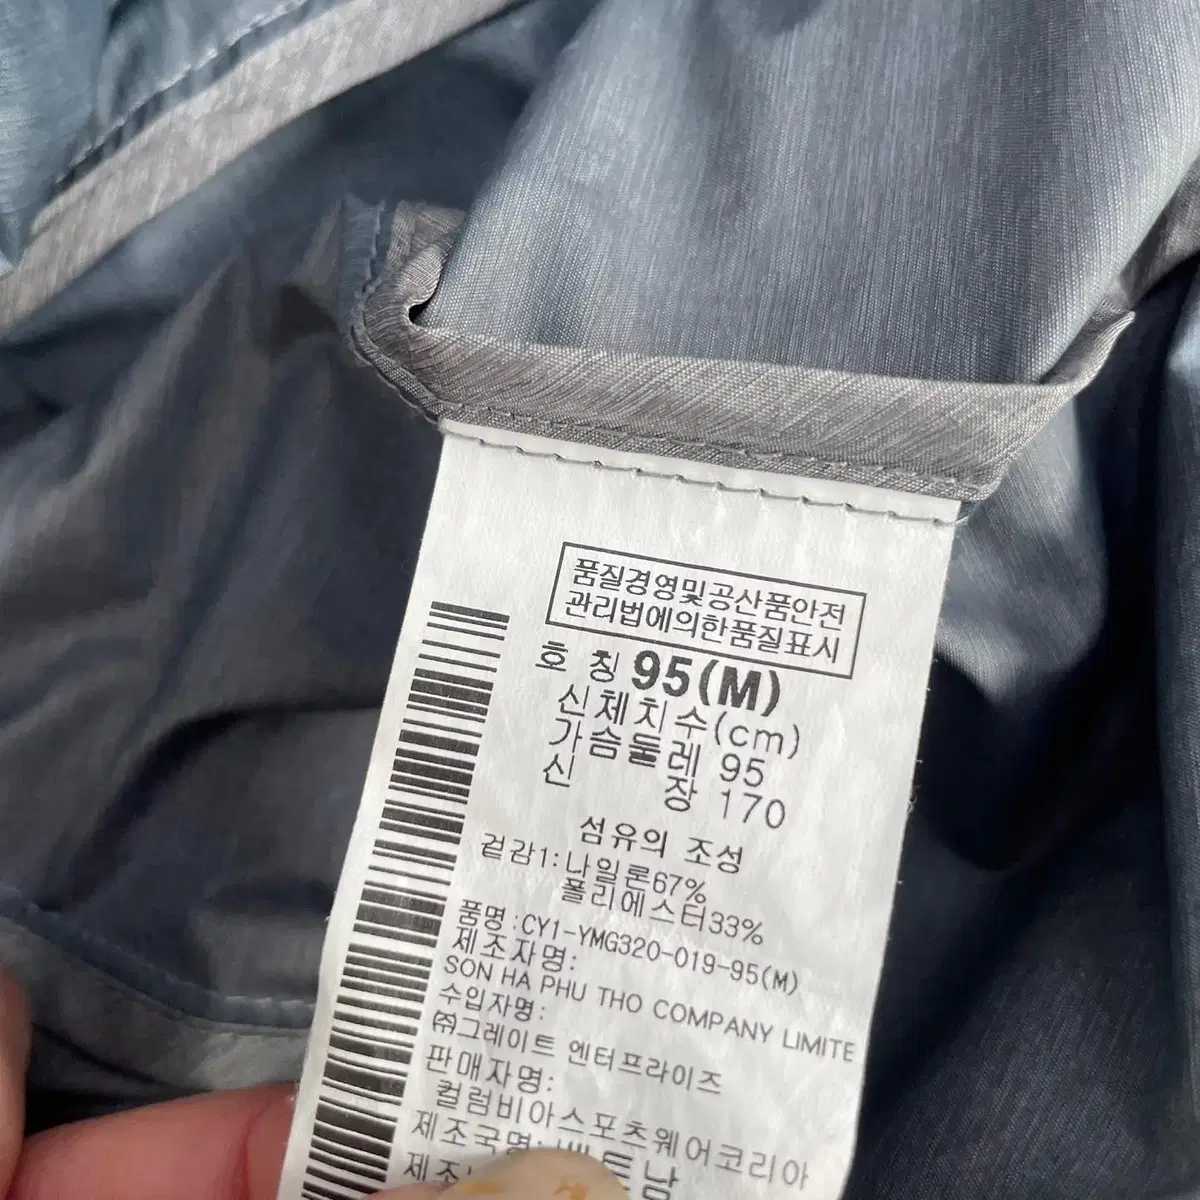 품질경영및공산품안전
관리법에의한품질표시
호 칭 95(M)
신체치수(cm)
가슴둘레 95
신 장 170
섬유의 조성
겉감1:나일론67%
폴리에스터33%
품명:CY1-YMG320-019-95(M)
제조자명:
SON HA PHU THO COMPANY LIMITE
수입자명:
㈜그레이트 엔터프라이즈
판매자명:
컬럼비아스포츠웨어코리아
제조국명:베트남
제조